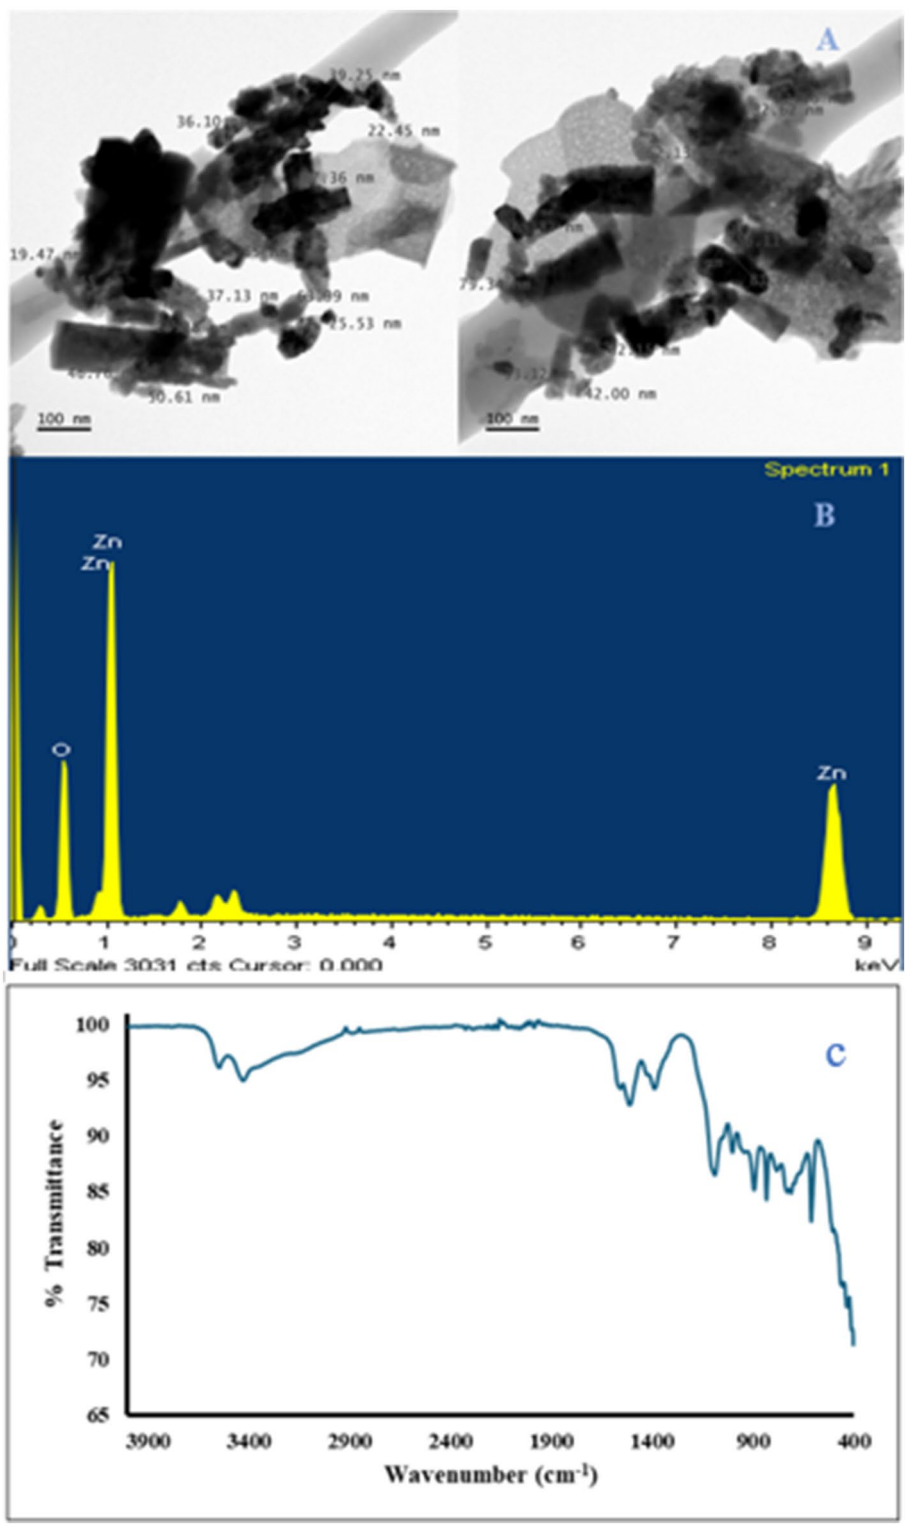 A
39.25 nm
36.10
22.45 nm
36 nm
19.47 nm
37.13 nm
25.53 nm
50.61 nm
42.00 nm
100 nm
100 nm
Spectrum 1
B
Zn
Zn
O
Zn
0 1 2 3 4 5 6 7 8 9
Full Scale 3031 cts Cursor: 0.000
keV
C
100
95
90
85
80
75
70
65
% Transmittance
3900 3400 2900 2400 1900 1400 900 400
Wavenumber (cm⁻¹)